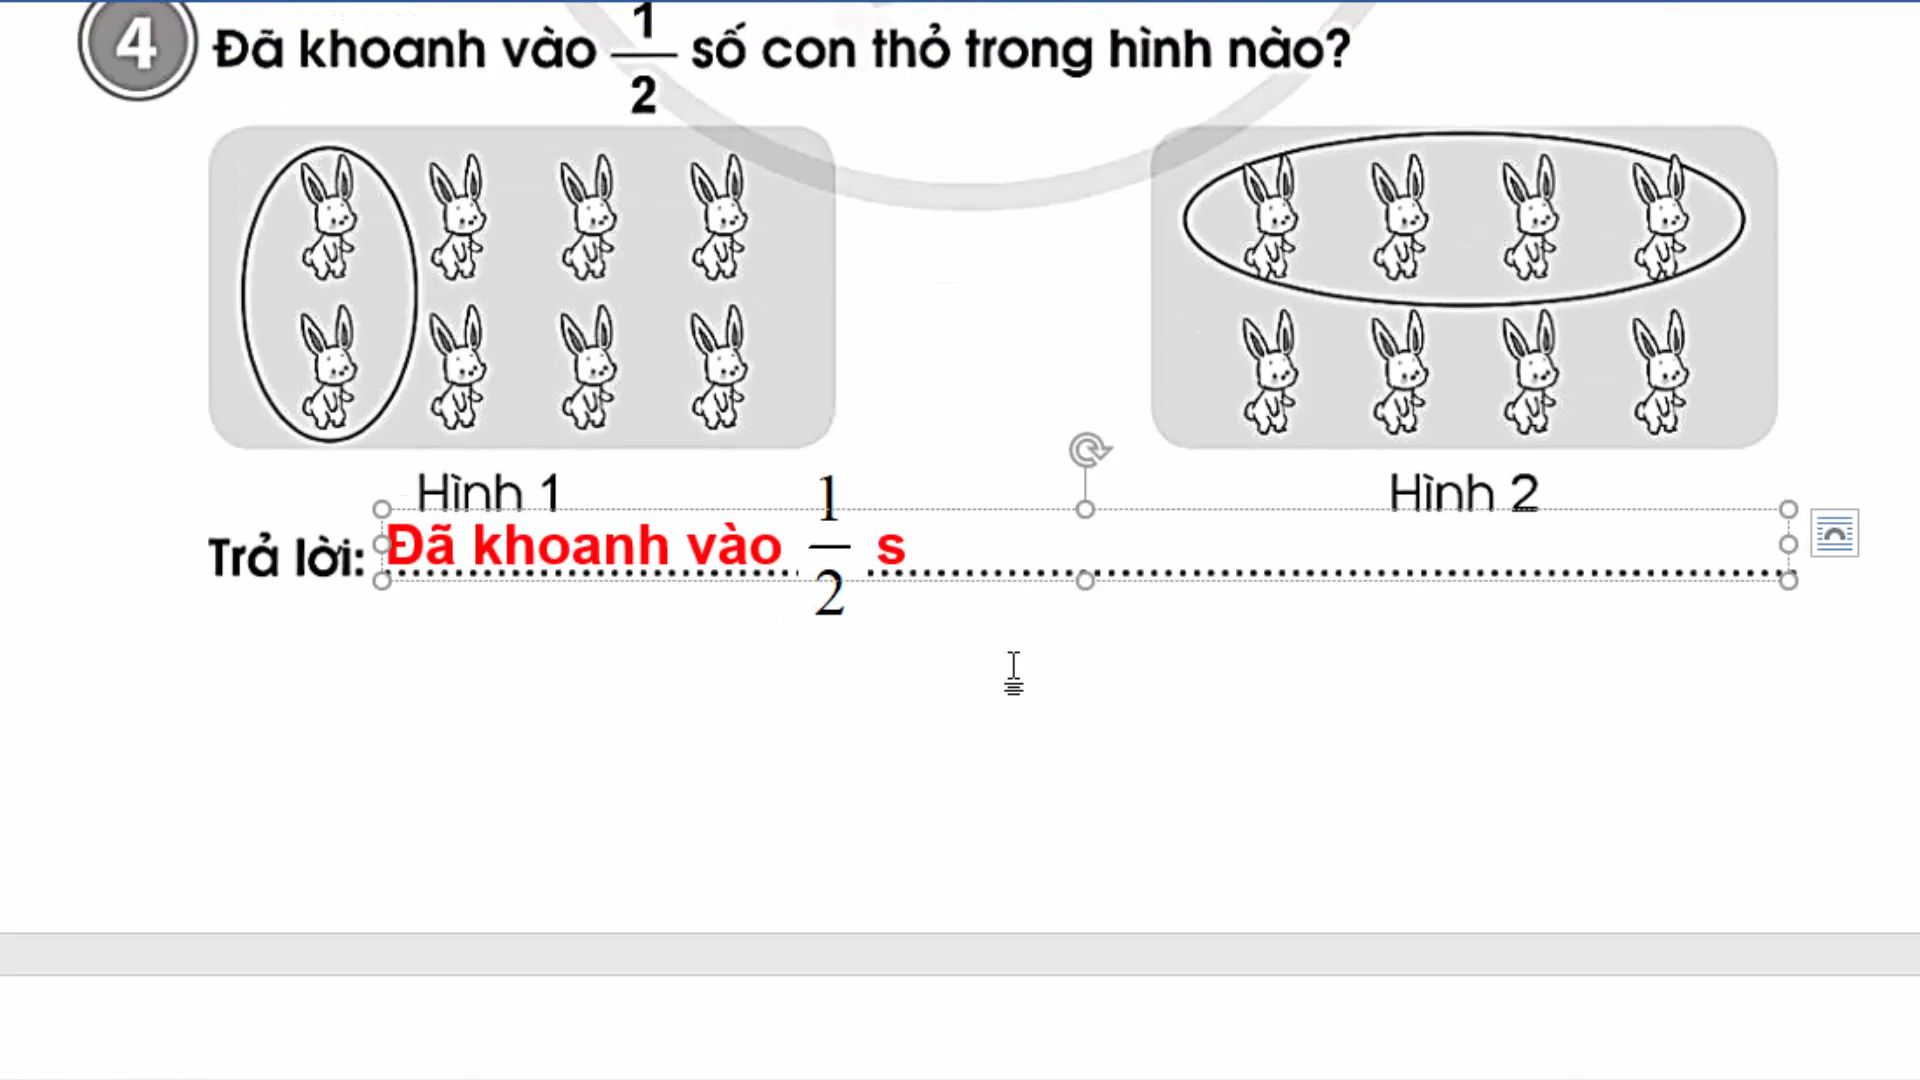 4 Đã khoanh vào 1/2 số con thỏ trong hình nào?
Hình 1
Hình 2
Trả lời: Đã khoanh vào 1/2 s